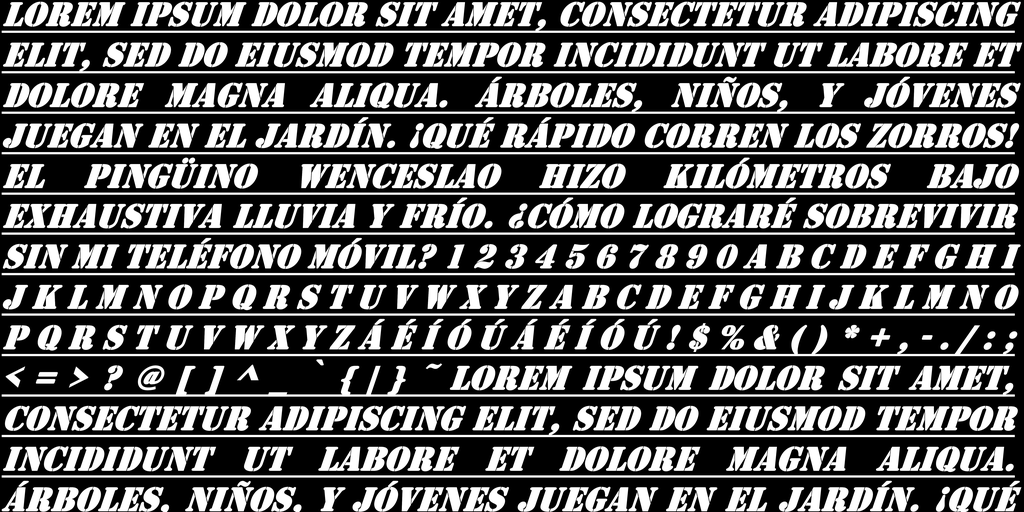 LOREM IPSUM DOLOR SIT AMET, CONSECTETUR ADIPISCING
ELIT, SED DO EIUSMOD TEMPOR INCIDIDUNT UT LABORE ET
DOLORE MAGNA ALIQUA. ÁRBOLES, NIÑOS, Y JÓVENES
JUEGAN EN EL JARDÍN. ¡QUÉ RÁPIDO CORREN LOS ZORROS!
EL PINGÜINO WENCESLAO HIZO KILÓMETROS BAJO
EXHAUSTIVA LLUVIA Y FRÍO. ¿CÓMO LOGRARÉ SOBREVIVIR
SIN MI TELÉFONO MÓVIL? 1 2 3 4 5 6 7 8 9 0 A B C D E F G H I
J K L M N O P Q R S T U V W X Y Z A B C D E F G H I J K L M N O
P Q R S T U V W X Y Z Á É Í Ó Ú Á É Í Ó Ú ! $ % & ( ) * + , - . / : ;
< = > ? @ [ ] ^ _ ` { | } ~ LOREM IPSUM DOLOR SIT AMET,
CONSECTETUR ADIPISCING ELIT, SED DO EIUSMOD TEMPOR
INCIDIDUNT UT LABORE ET DOLORE MAGNA ALIQUA.
ÁRBOLES, NIÑOS, Y JÓVENES JUEGAN EN EL JARDÍN. ¡QUÉ